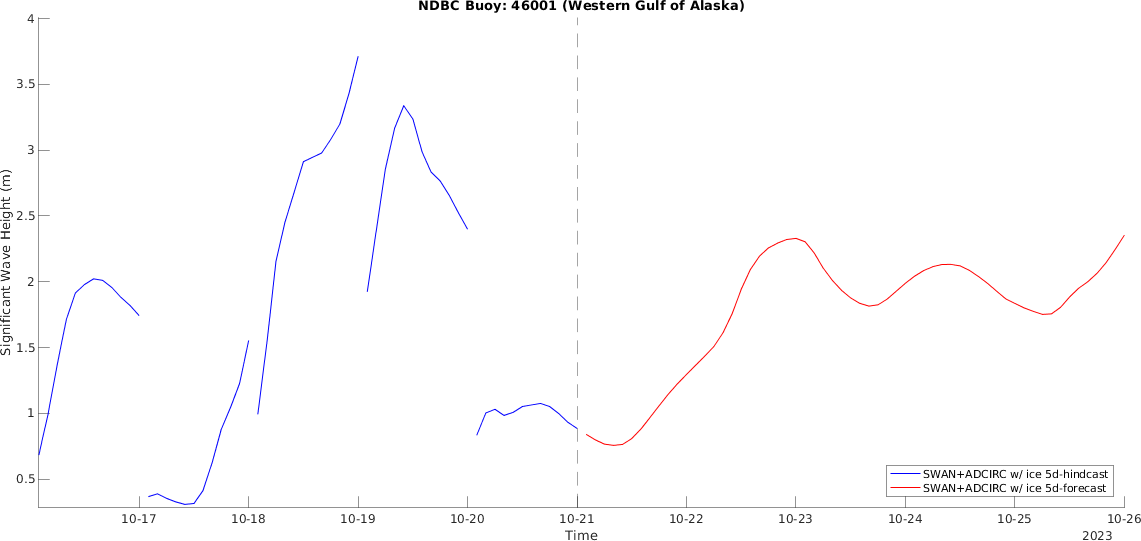 NDBC Buoy: 46001 (Western Gulf of Alaska)
4
3.5
3
2.5
2
1.5
1
0.5
Significant Wave Height (m)
SWAN+ADCIRC w/ ice 5d-hindcast
SWAN+ADCIRC w/ ice 5d-forecast
10-17 10-18 10-19 10-20 10-21 10-22 10-23 10-24 10-25 10-26
Time
2023